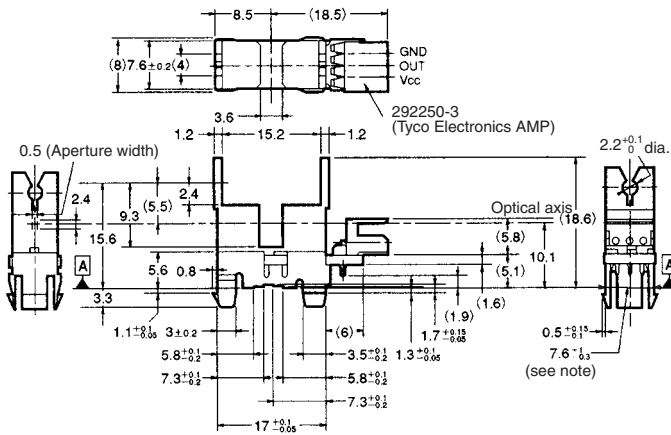 8.5
(18.5)
(8)
7.6±0.2
(4)
GND
OUT
Vcc
3.6
292250-3
(Tyco Electronics AMP)
1.2
15.2
1.2
0.5 (Aperture width)
2.2 +0.1 0 dia.
2.4
9.3
(5.5)
2.4
15.6
Optical axis
(18.6)
(5.8)
10.1
A
5.6
0.8
(5.1)
A
3.3
(1.6)
(1.9)
1.1 +0.1 -0.05
3±0.2
(6)
1.7 +0.15 -0.05
0.5 +0.15 -0.1
5.8 +0.1 -0.2
3.5 +0.1 -0.2
1.3 +0.1 -0.05
(see note)
7.3 +0.1 -0.2
5.8 +0.1 -0.2
7.3 +0.1 -0.2
17 +0.1 -0.05